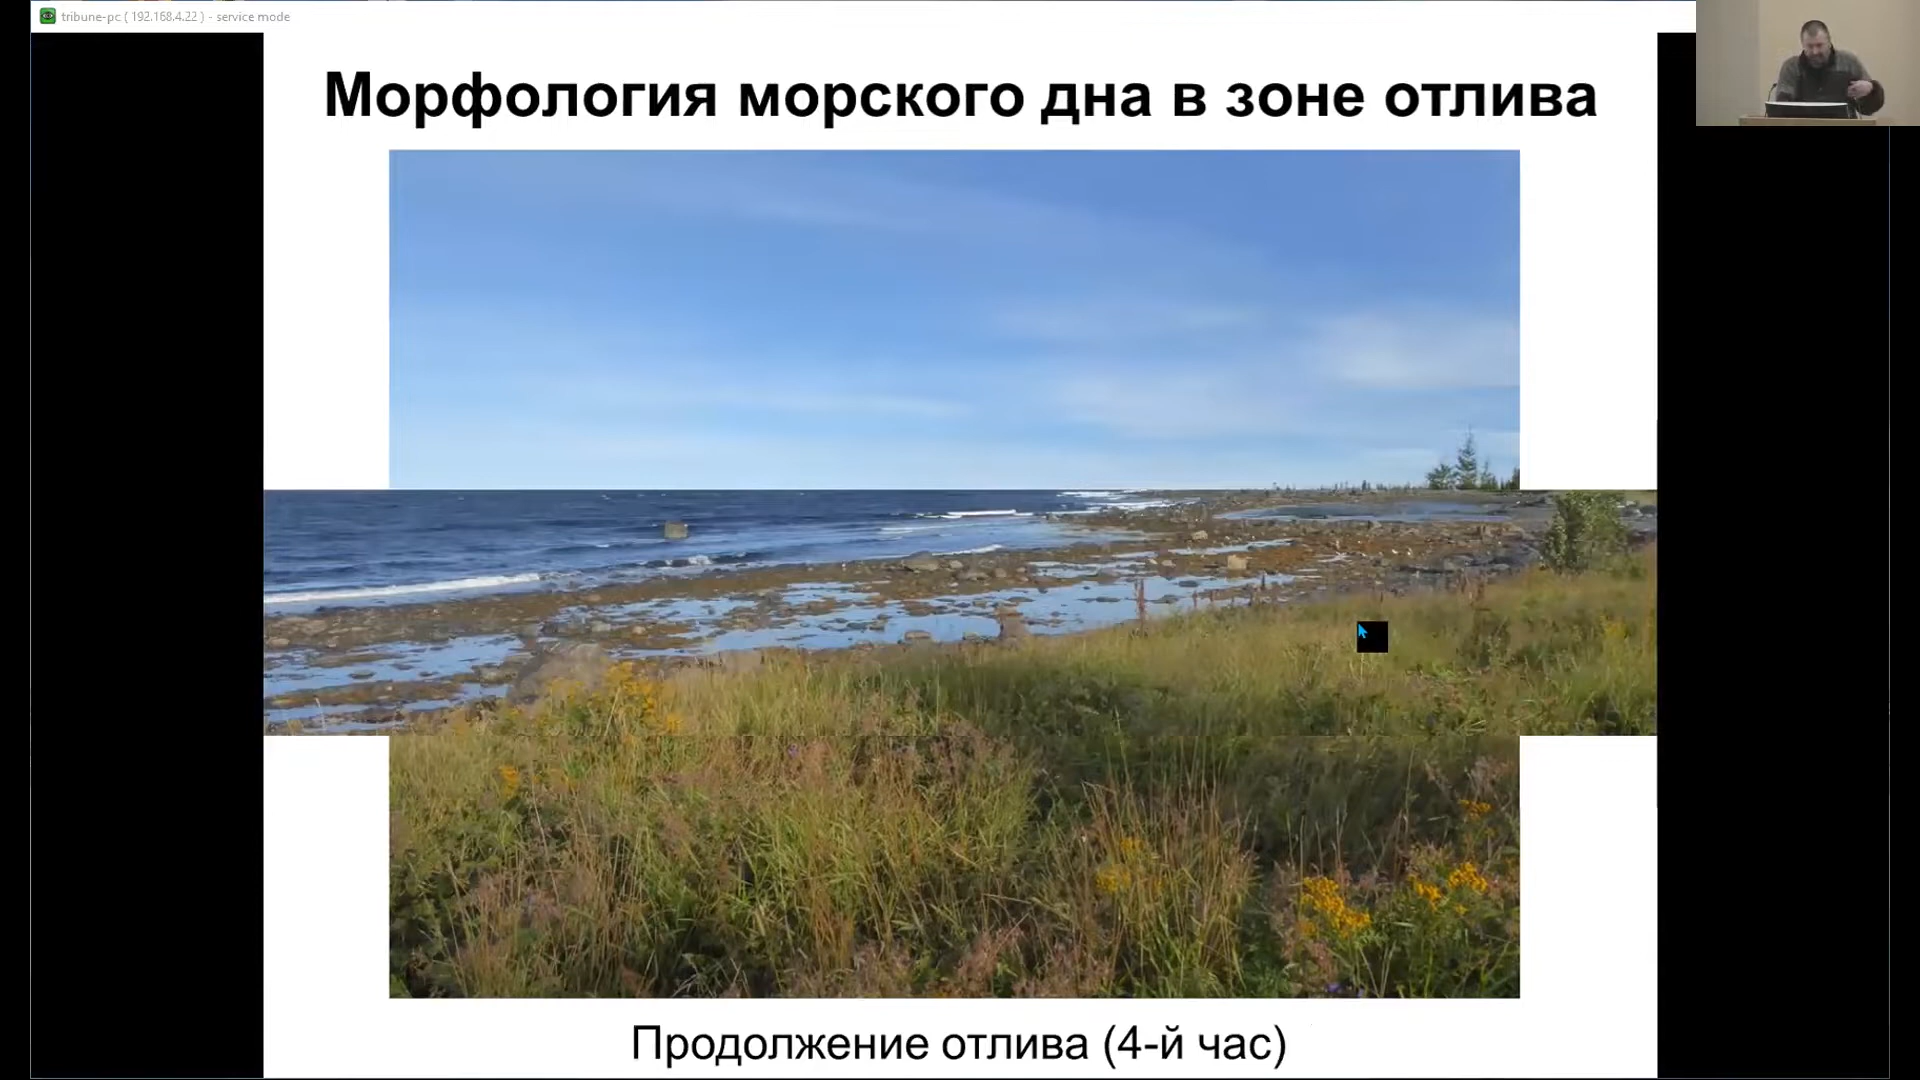 tribune-pc ( 192.168.4.22 ) - service mode
Морфология морского дна в зоне отлива
Продолжение отлива (4-й час)